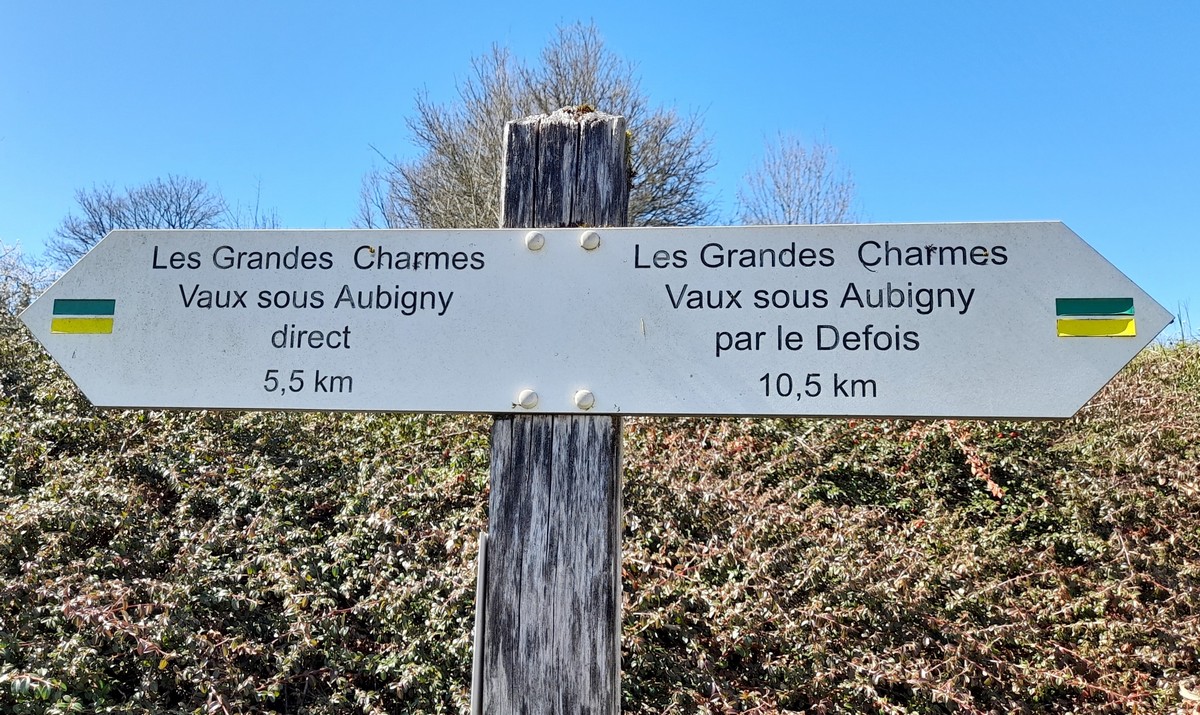 Les Grandes Charmes
Vaux sous Aubigny
direct
5,5 km
Les Grandes Charmes
Vaux sous Aubigny
par le Defois
10,5 km